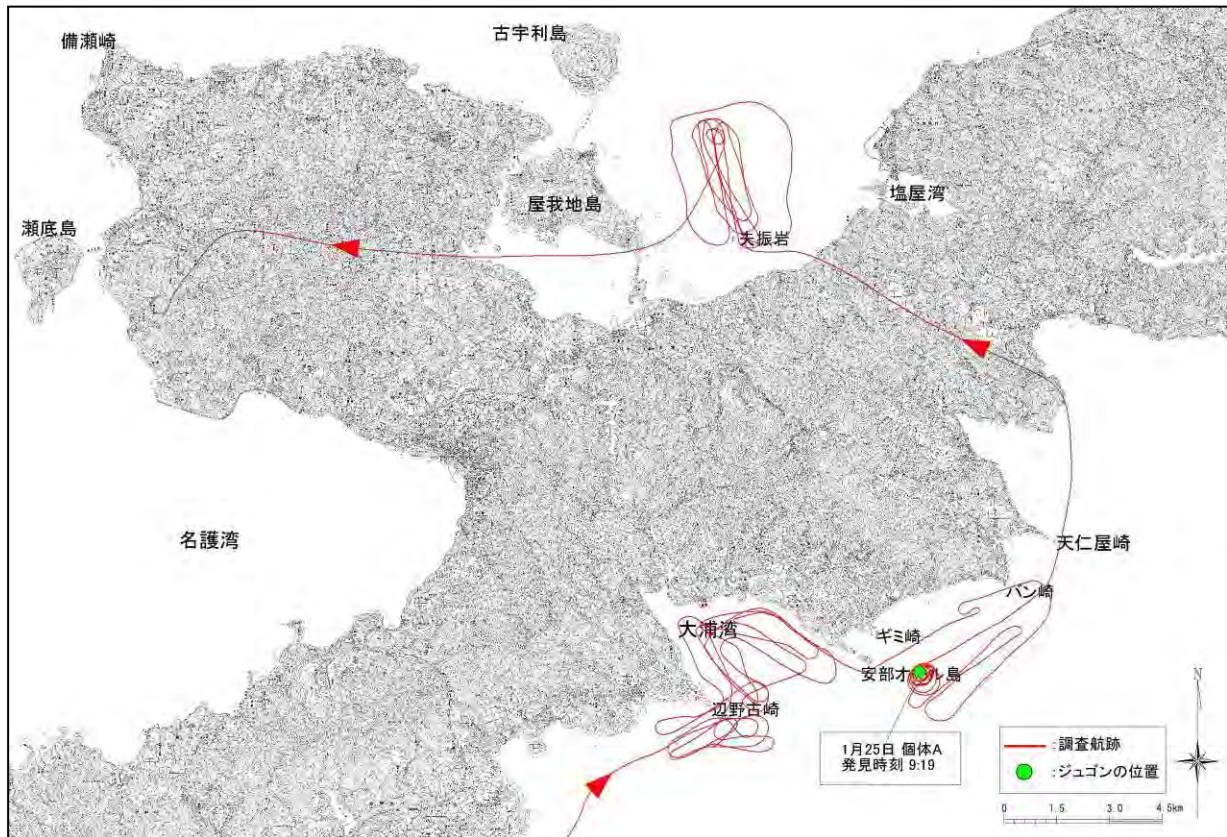 備瀬崎
古宇利島
瀬底島
屋我地島
塩屋湾
夫振岩
名護湾
天仁屋崎
バン崎
大浦湾
ギミ崎
安部オール島
辺野古崎
1月25日 個体A
発見時刻 9:19
:調査航跡
:ジュゴンの位置
N
0 1.5 3.0 4.5km